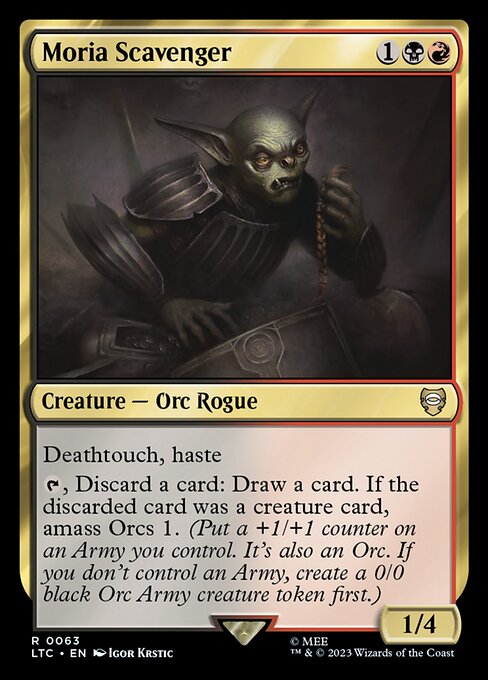 Moria Scavenger 1
Creature — Orc Rogue
Deathtouch, haste
, Discard a card: Draw a card. If the
discarded card was a creature card,
amass Orcs 1. (Put a +1/+1 counter on
an Army you control. It's also an Orc. If
you don't control an Army, create a 0/0
black Orc Army creature token first.)
1/4
R 0063
LTC • EN Igor Krstic
© MEE
™ & © 2023 Wizards of the Coast